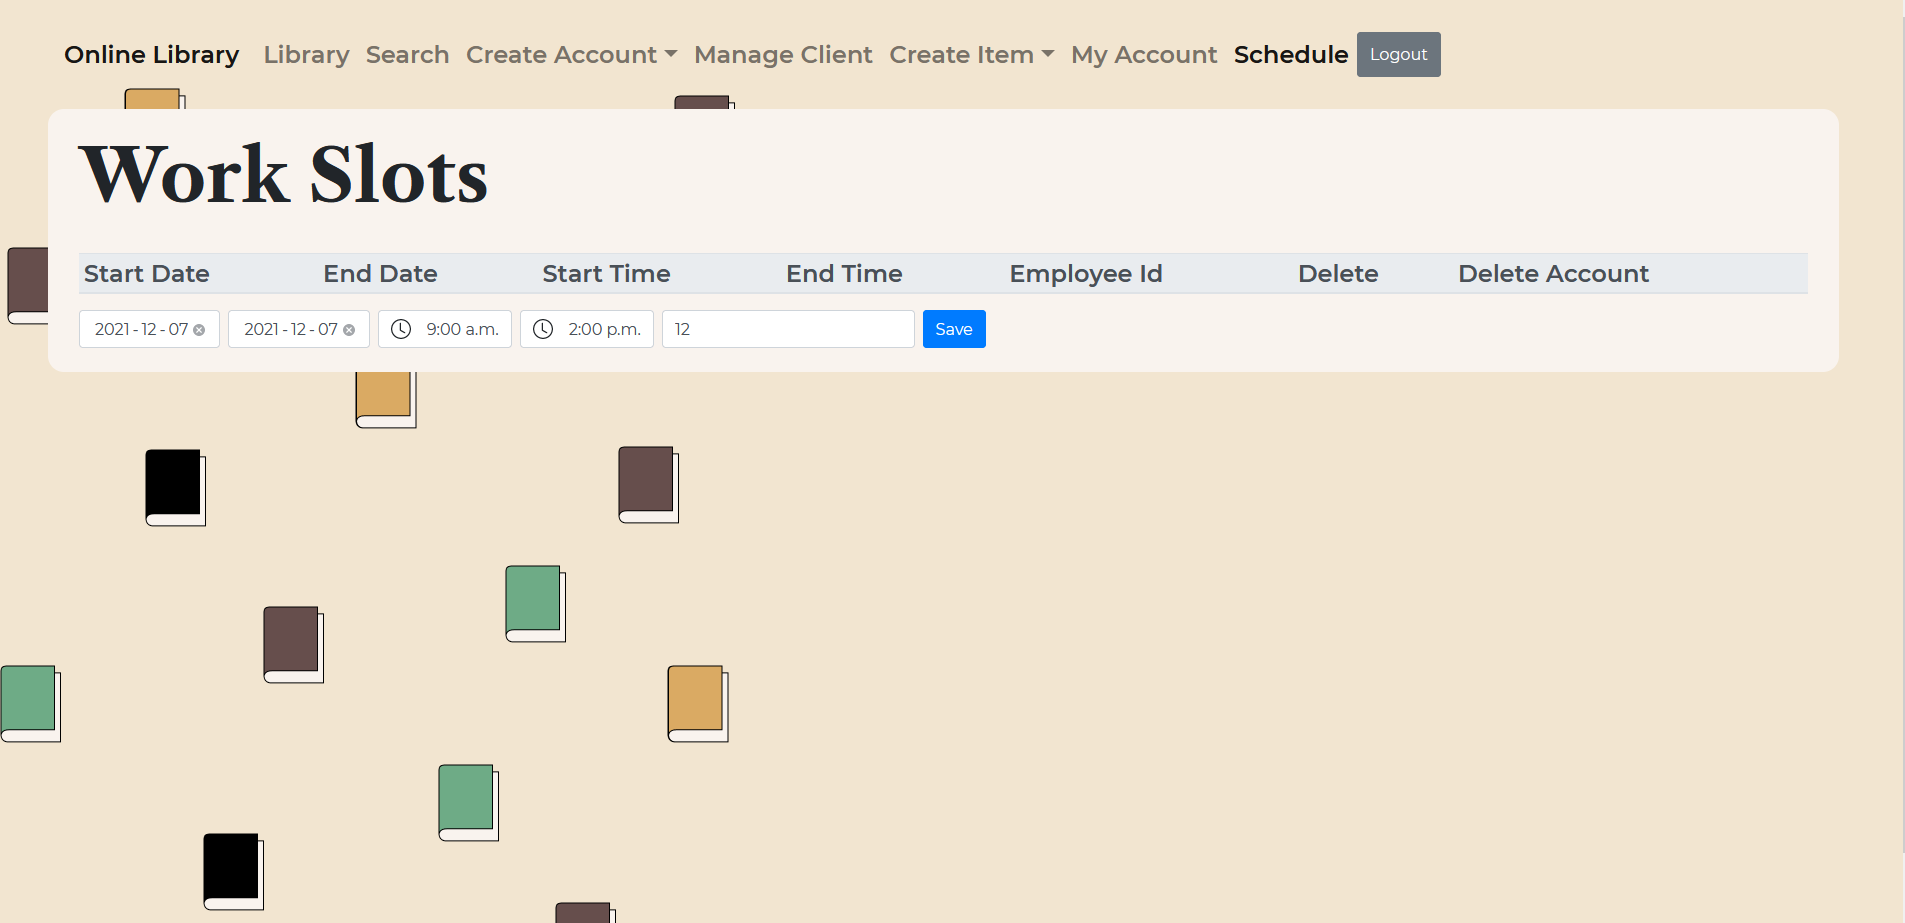 Online Library Library Search Create Account Manage Client Create Item My Account Schedule Logout
Work Slots
Start Date End Date Start Time End Time Employee Id Delete Delete Account
2021-12-07 2021-12-07 9:00 a.m. 2:00 p.m. 12 Save